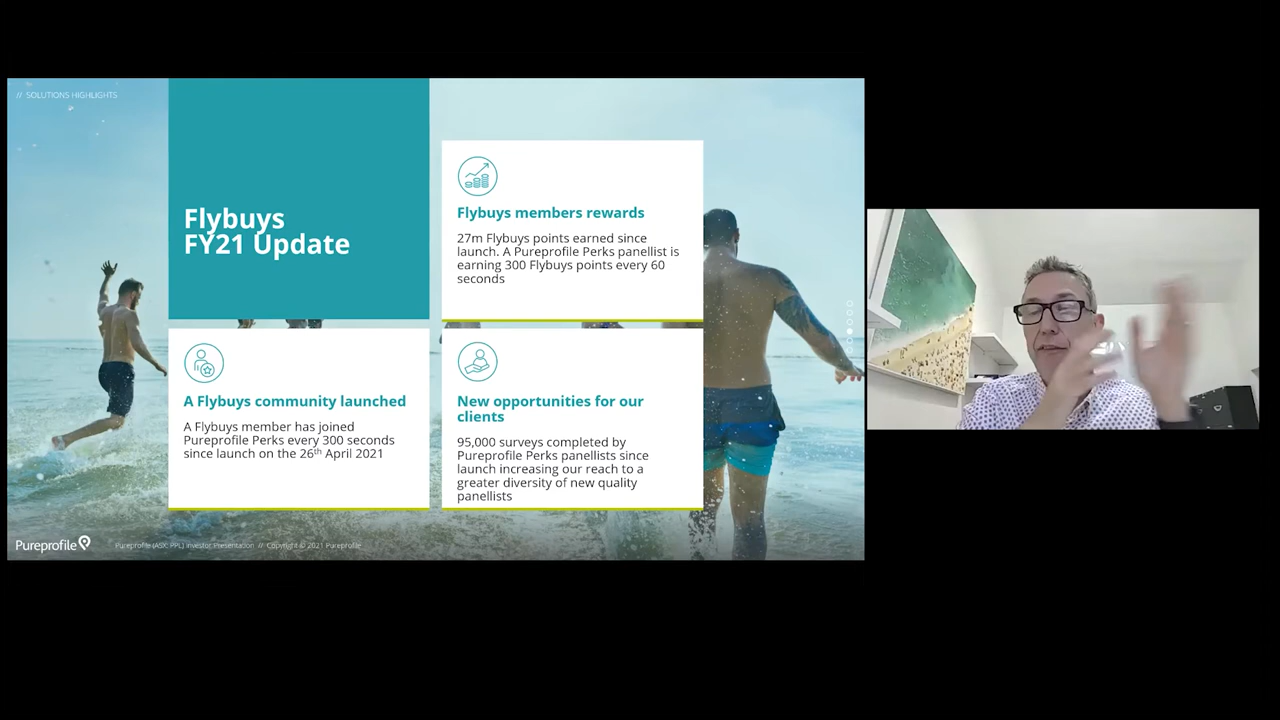 // SOLUTIONS HIGHLIGHTS
Flybuys
FY21 Update
Flybuys members rewards
27m Flybuys points earned since
launch. A Pureprofile Perks panellist is
earning 300 Flybuys points every 60
seconds
A Flybuys community launched
A Flybuys member has joined
Pureprofile Perks every 300 seconds
since launch on the 26th April 2021
New opportunities for our
clients
95,000 surveys completed by
Pureprofile Perks panellists since
launch increasing our reach to a
greater diversity of new quality
panellists
Pureprofile
Pureprofile (ASX: PPL) Investor Presentation // Copyright © 2021 Pureprofile